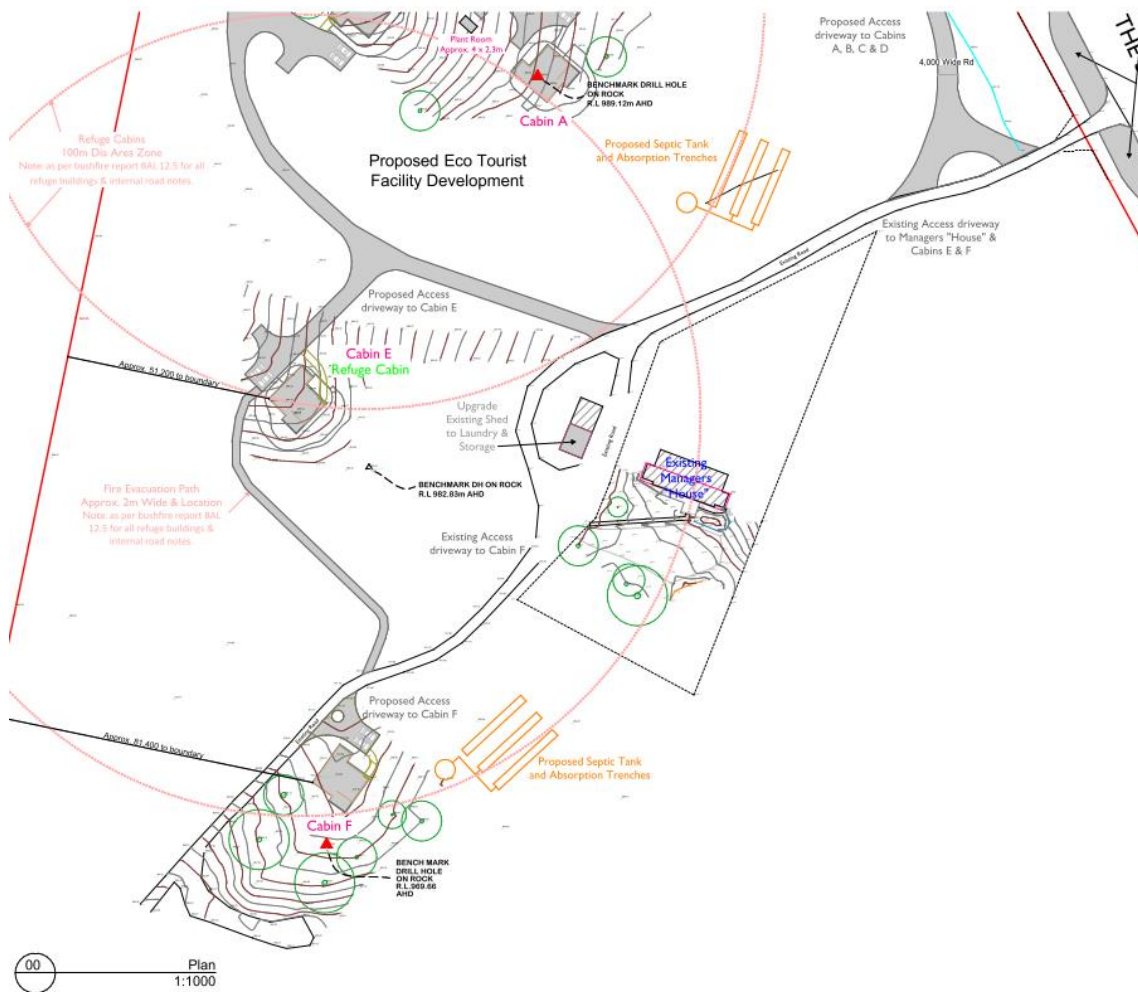 Plant Room
Approx. 4 x 2.3m
BENCHMARK DRILL HOLE
ON ROCK
R.L 989.12m AHD
Cabin A
Proposed Access
driveway to Cabins
A, B, C & D
4,000 Wide Rd
THE
Refuge Cabins
100m Dia Area Zone
Note: as per bushfire report BAL 12.5 for all
refuge buildings & internal road notes.
Proposed Eco Tourist
Facility Development
Proposed Septic Tank
and Absorption Trenches
Existing Access driveway
to Managers "House" &
Cabins E & F
Existing Road
Proposed Access
driveway to Cabin E
Cabin E
Refuge Cabin
Approx. 51,200 to boundary
Upgrade
Existing Shed
to Laundry &
Storage
Existing Road
Existing
Managers
House"
BENCHMARK DH ON ROCK
R.L 982.83m AHD
Fire Evacuation Path
Approx. 2m Wide & Location
Note: as per bushfire report BAL
12.5 for all refuge buildings &
internal road notes.
Existing Access
driveway to Cabin F
Proposed Access
driveway to Cabin F
Existing Road
Approx. 81,400 to boundary
Proposed Septic Tank
and Absorption Trenches
Cabin F
BENCH MARK
DRILL HOLE
ON ROCK
R.L.969.66
AHD
00
Plan
1:1000